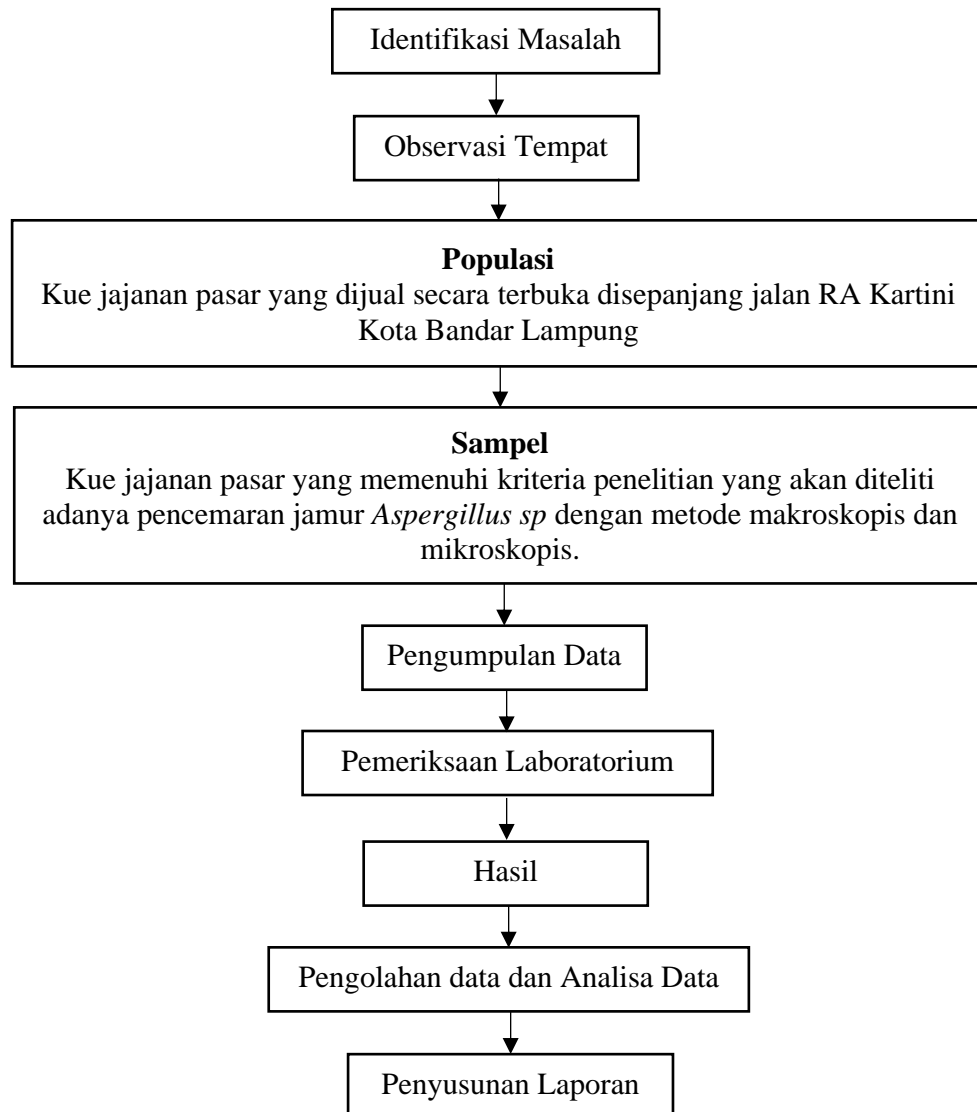 Identifikasi Masalah
Observasi Tempat
Populasi
Kue jajanan pasar yang dijual secara terbuka disepanjang jalan RA Kartini
Kota Bandar Lampung
Sampel
Kue jajanan pasar yang memenuhi kriteria penelitian yang akan diteliti
adanya pencemaran jamur Aspergillus sp dengan metode makroskopis dan
mikroskopis.
Pengumpulan Data
Pemeriksaan Laboratorium
Hasil
Pengolahan data dan Analisa Data
Penyusunan Laporan